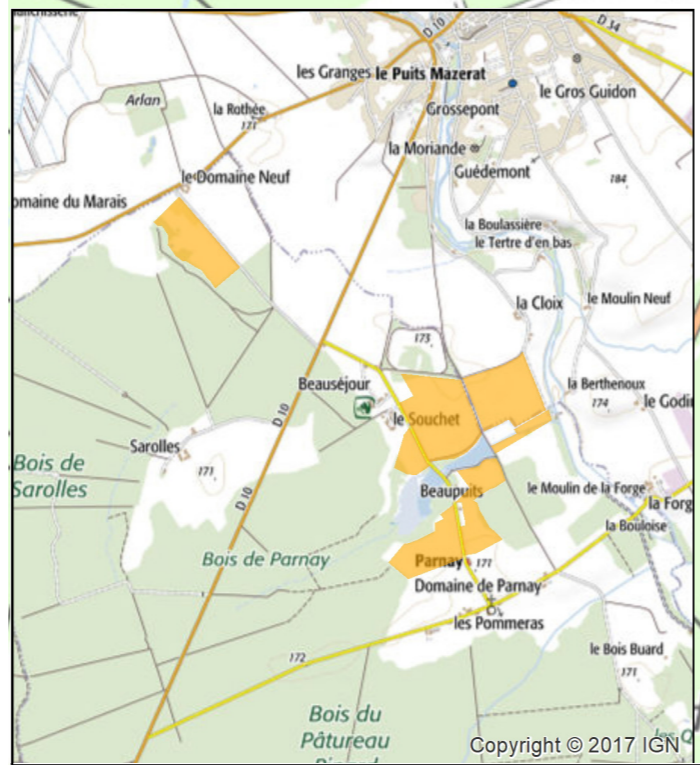 D 10
D 14
les Granges
le Puits Mazerat
le Gros Guidon
Arlan
la Rothée
171
Grossepont
la Moriande
Guédemont
184
le Domaine Neuf
omaine du Marais
la Boulassière
le Tertre d'en bas
la Cloix
le Moulin Neuf
173
Beauséjour
la Berthenoux
174
le Godin
le Souchet
D 10
Sarolles
171
Bois de
Sarolles
D 10
Beaupuits
le Moulin de la Forge
la Forg
la Bouloise
Bois de Parnay
Parnay
171
Domaine de Parnay
les Pommeras
172
le Bois Buard
171
Bois du
Pâtureau
Copyright © 2017 IGN